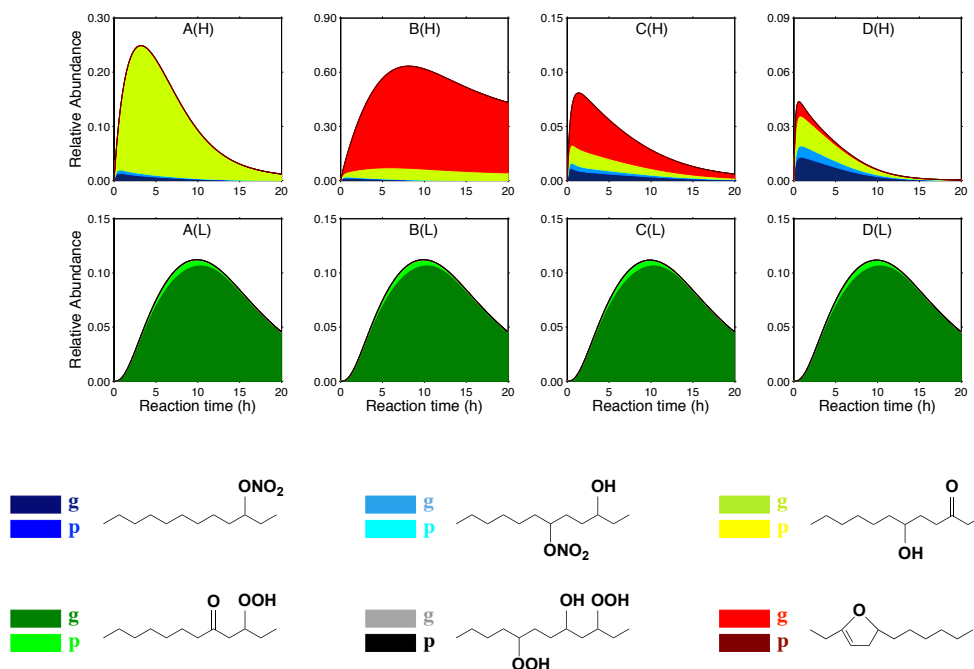 A(H) B(H) C(H) D(H)
Relative Abundance
0.30 0.20 0.10 0.00
0.90 0.60 0.30 0.00
0.15 0.10 0.05 0.00
0.09 0.06 0.03 0.00
0 5 10 15 20
0 5 10 15 20
0 5 10 15 20
0 5 10 15 20
A(L) B(L) C(L) D(L)
Relative Abundance
0.15 0.10 0.05 0.00
0.15 0.10 0.05 0.00
0.15 0.10 0.05 0.00
0.15 0.10 0.05 0.00
0 5 10 15 20
0 5 10 15 20
0 5 10 15 20
0 5 10 15 20
Reaction time (h) Reaction time (h) Reaction time (h) Reaction time (h)
g
p
ONO2
g
p
OH
ONO2
g
p
O
OH
g
p
O OOH
g
p
OH OOH
OOH
g
p
O